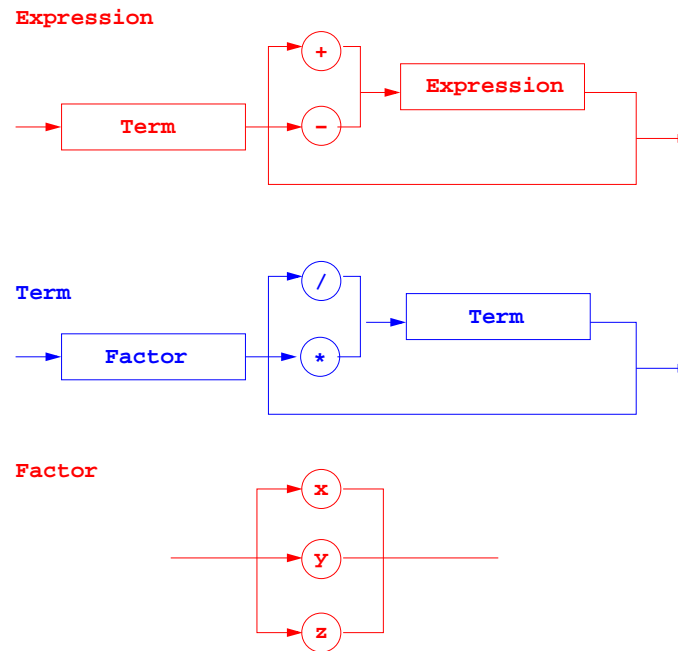 Expression
+
Expression
Term
-
/
Term
Term
Factor
*
Factor
x
y
z